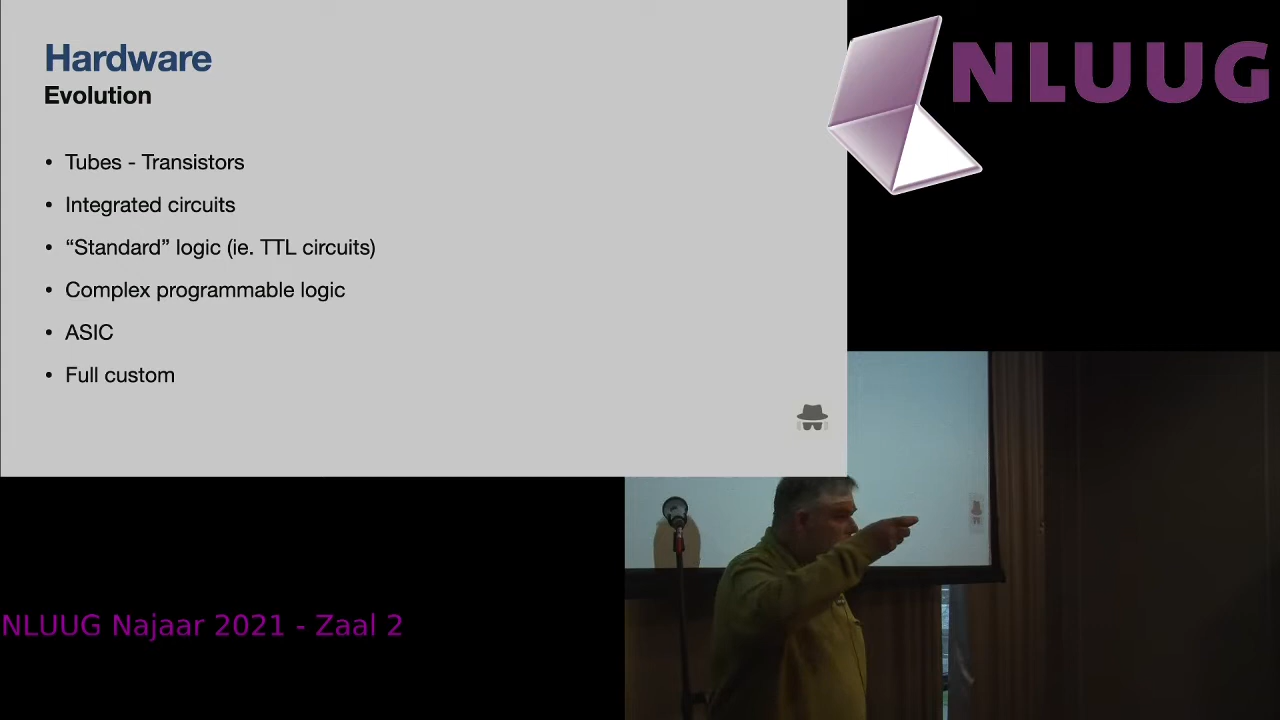 Hardware
Evolution
• Tubes - Transistors
• Integrated circuits
• “Standard” logic (ie. TTL circuits)
• Complex programmable logic
• ASIC
• Full custom
NLUUG
NLUUG Najaar 2021 - Zaal 2